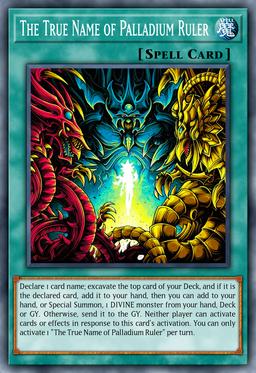 The True Name of Palladium Ruler
[Spell Card]
Declare 1 card name; excavate the top card of your Deck, and if it is
the declared card, add it to your hand, then you can add to your
hand, or Special Summon, 1 DIVINE monster from your hand, Deck
or GY. Otherwise, send it to the GY. Neither player can activate
cards or effects in response to this card's activation. You can only
activate 1 "The True Name of Palladium Ruler" per turn.